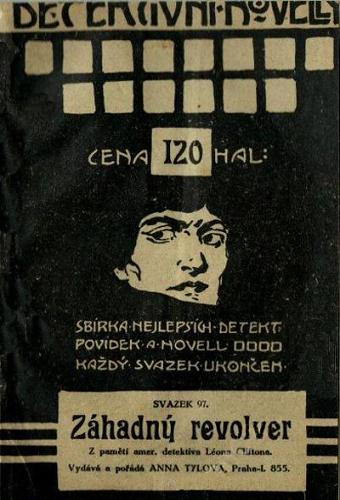 DETEKTIVNÍ·NOVELLY
CENA 120 HAL:
SBÍRKA·NEJLEPŠÍCH·DETEKT·
POVÍDEK·A·NOVELL:
KAŽDÝ·SVAZEK·UKONČEN·
SVAZEK 97.
Záhadný revolver
Z pamětí amer. detektiva Léona Cliftona.
Vydává a pořádá ANNA TYLOVA, Praha-I. 855.